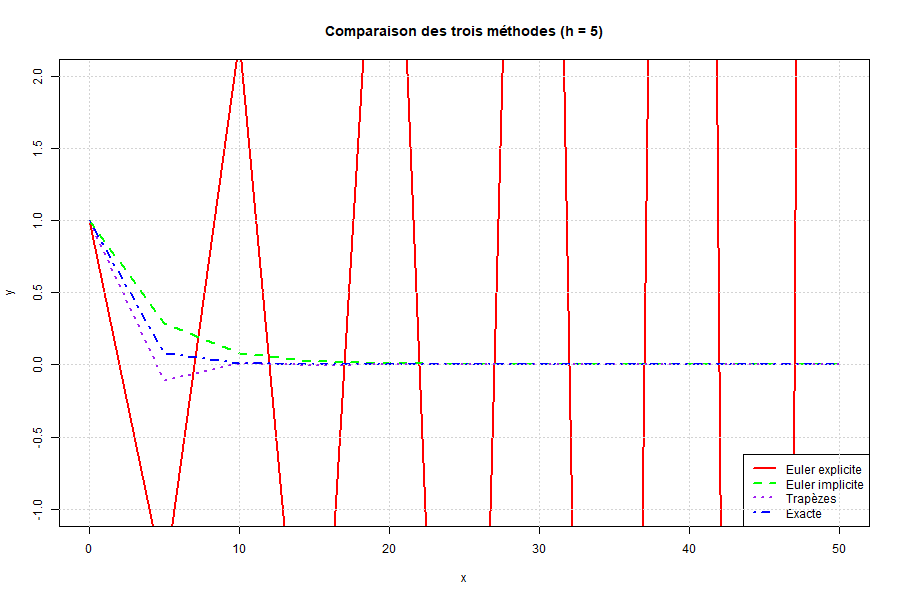 Comparaison des trois méthodes (h = 5)
y
2.0
1.5
1.0
0.5
0.0
-0.5
-1.0
Euler explicite
Euler implicite
Trapèzes
Exacte
0 10 20 30 40 50
x